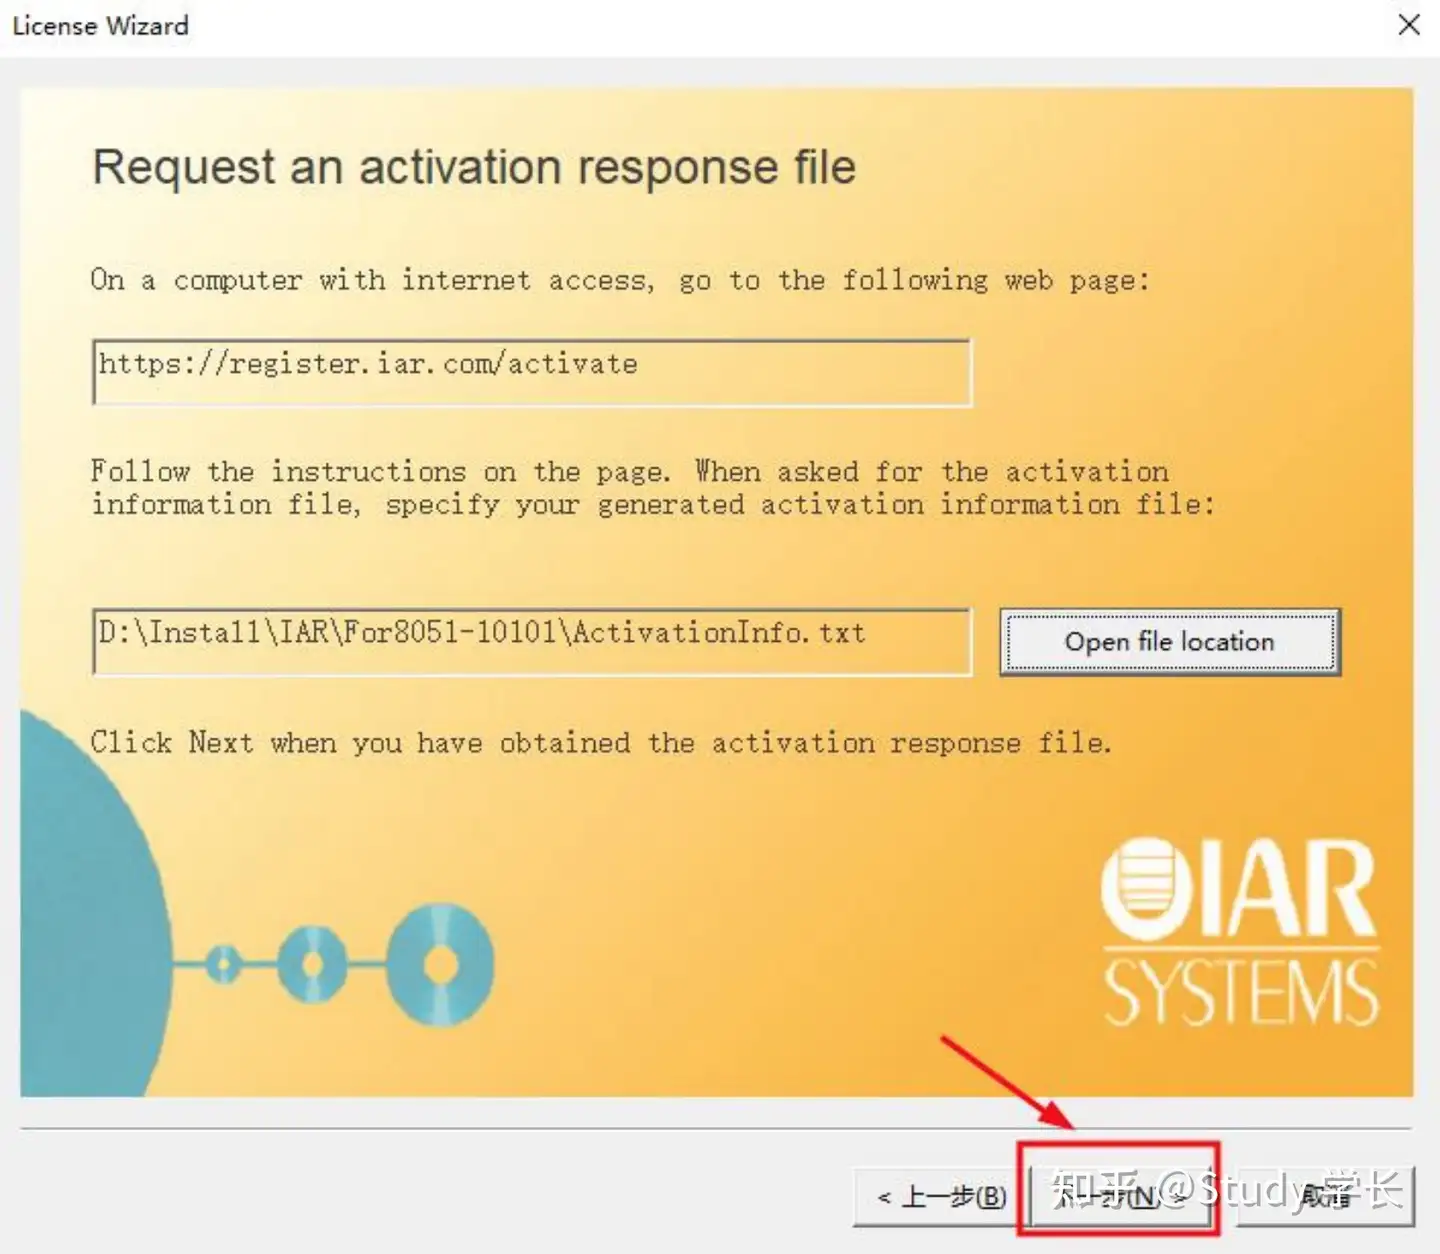 License Wizard
Request an activation response file
On a computer with internet access, go to the following web page:
https://register.iar.com/activate
Follow the instructions on the page. When asked for the activation
information file, specify your generated activation information file:
D:\Install\IAR\For8051-10101\ActivationInfo.txt
Open file location
Click Next when you have obtained the activation response file.
IAR
SYSTEMS
< 上一步(B)
下一步(N) >
取消
知乎 @Study学长